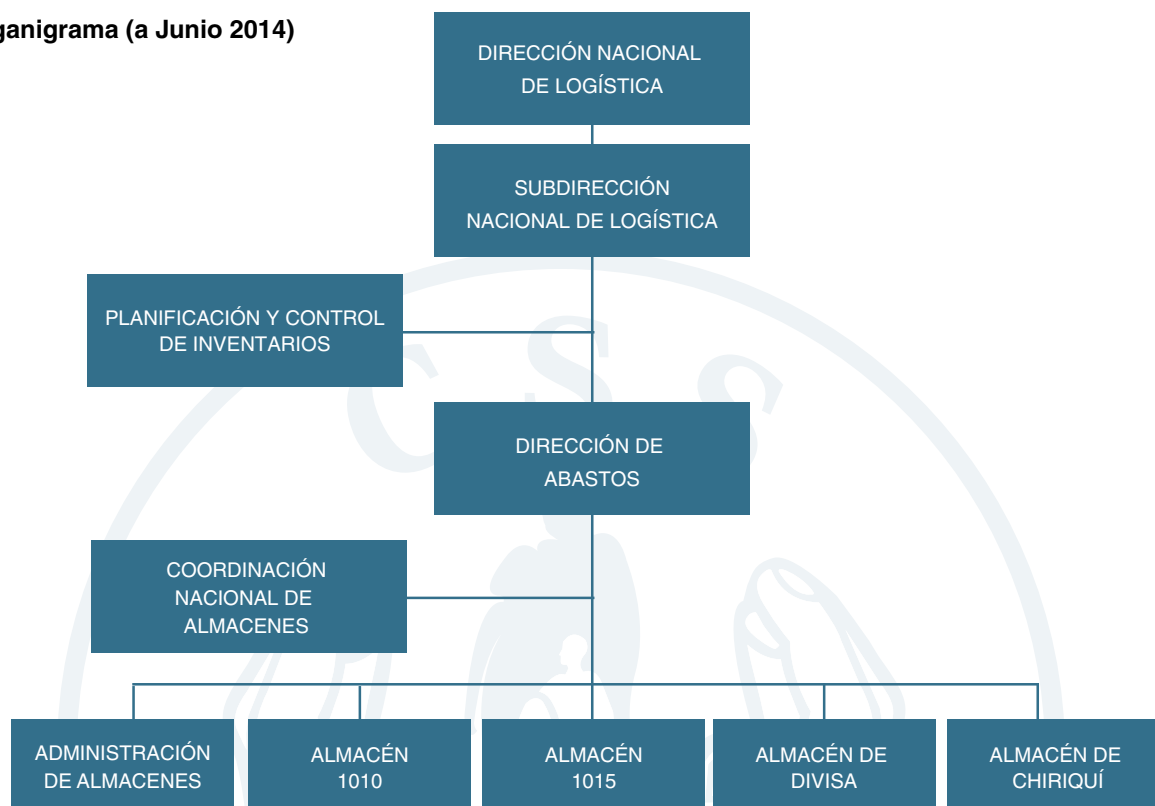 ganigrama (a Junio 2014)
DIRECCIÓN NACIONAL
DE LOGÍSTICA
SUBDIRECCIÓN
NACIONAL DE LOGÍSTICA
PLANIFICACIÓN Y CONTROL
DE INVENTARIOS
C S S
DIRECCIÓN DE
ABASTOS
COORDINACIÓN
NACIONAL DE
ALMACENES
ADMINISTRACIÓN
DE ALMACENES
ALMACÉN
1010
ALMACÉN
1015
ALMACÉN DE
DIVISA
ALMACÉN DE
CHIRIQUÍ